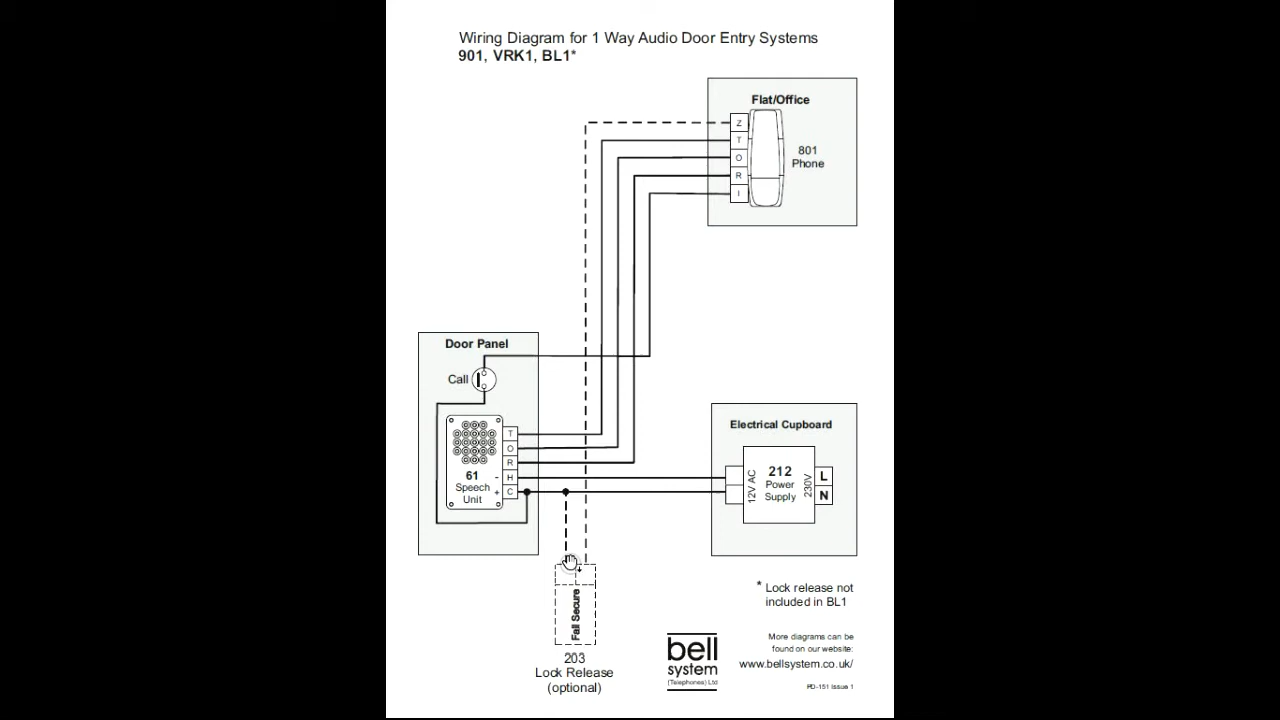 Wiring Diagram for 1 Way Audio Door Entry Systems
901, VRK1, BL1*
Flat/Office
Z
T
O
R
I
801
Phone
Door Panel
Call
61
Speech
Unit
T
O
R
- H
+ C
Electrical Cupboard
12V AC
212
Power
Supply
230V
L
N
Fail Secure
203
Lock Release
(optional)
* Lock release not
included in BL1
bell
system
(Telephones) Ltd
More diagrams can be
found on our website:
www.bellsystem.co.uk/
PD-151 Issue 1